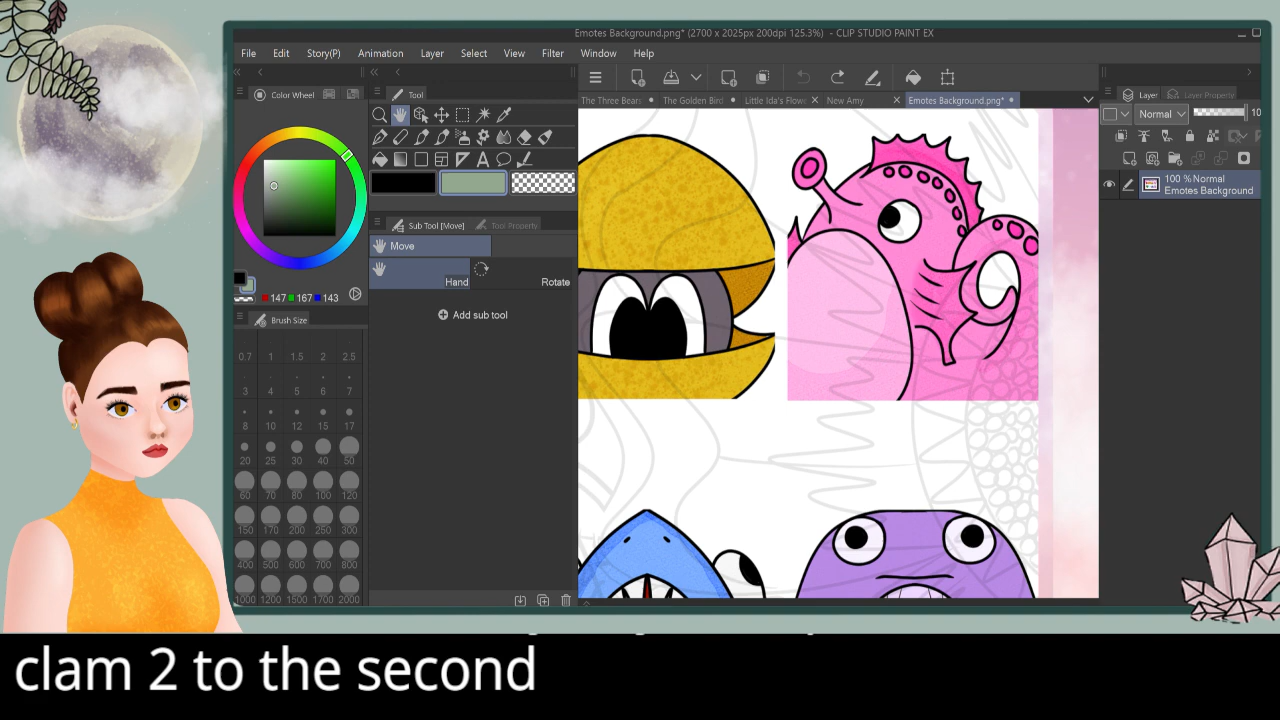 Emotes Background.png* (2700 x 2025px 200dpi 125.3%) - CLIP STUDIO PAINT EX
File Edit Story(P) Animation Layer Select View Filter Window Help
The Three Bears The Golden Bird Little Ida's Flowe New Amy Emotes Background.png*
Color Wheel
Tool
Layer Layer Property
Normal 10
100 % Normal
Emotes Background
Sub Tool [Move] Tool Property
Move
Hand Rotate
Add sub tool
147 167 143
Brush Size
0.7 1 1.5 2 2.5
3 4 5 6 7
8 10 12 15 17
20 25 30 40 50
60 70 80 100 120
150 170 200 250 300
400 500 600 700 800
1000 1200 1500 1700 2000
clam 2 to the second